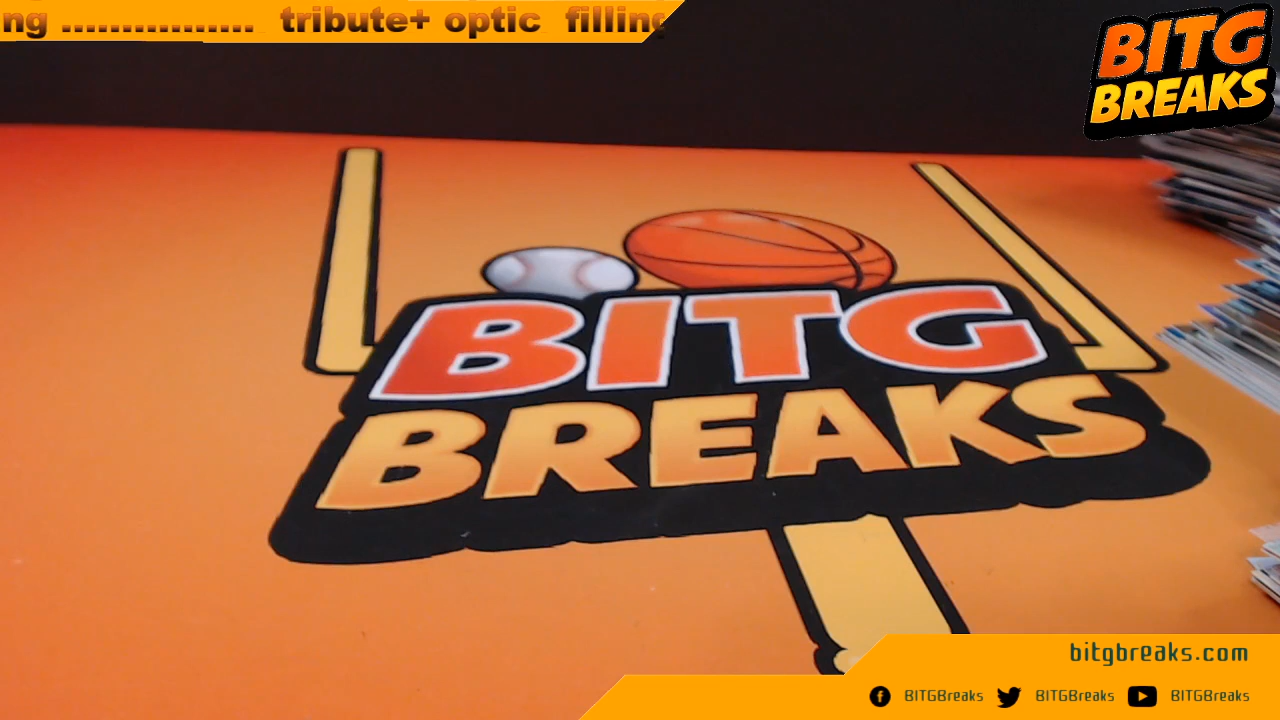 ng ................ tribute+ optic filling
BITG
BREAKS
BITG
BREAKS
bitgbreaks.com
BITGBreaks BITGBreaks BITGBreaks